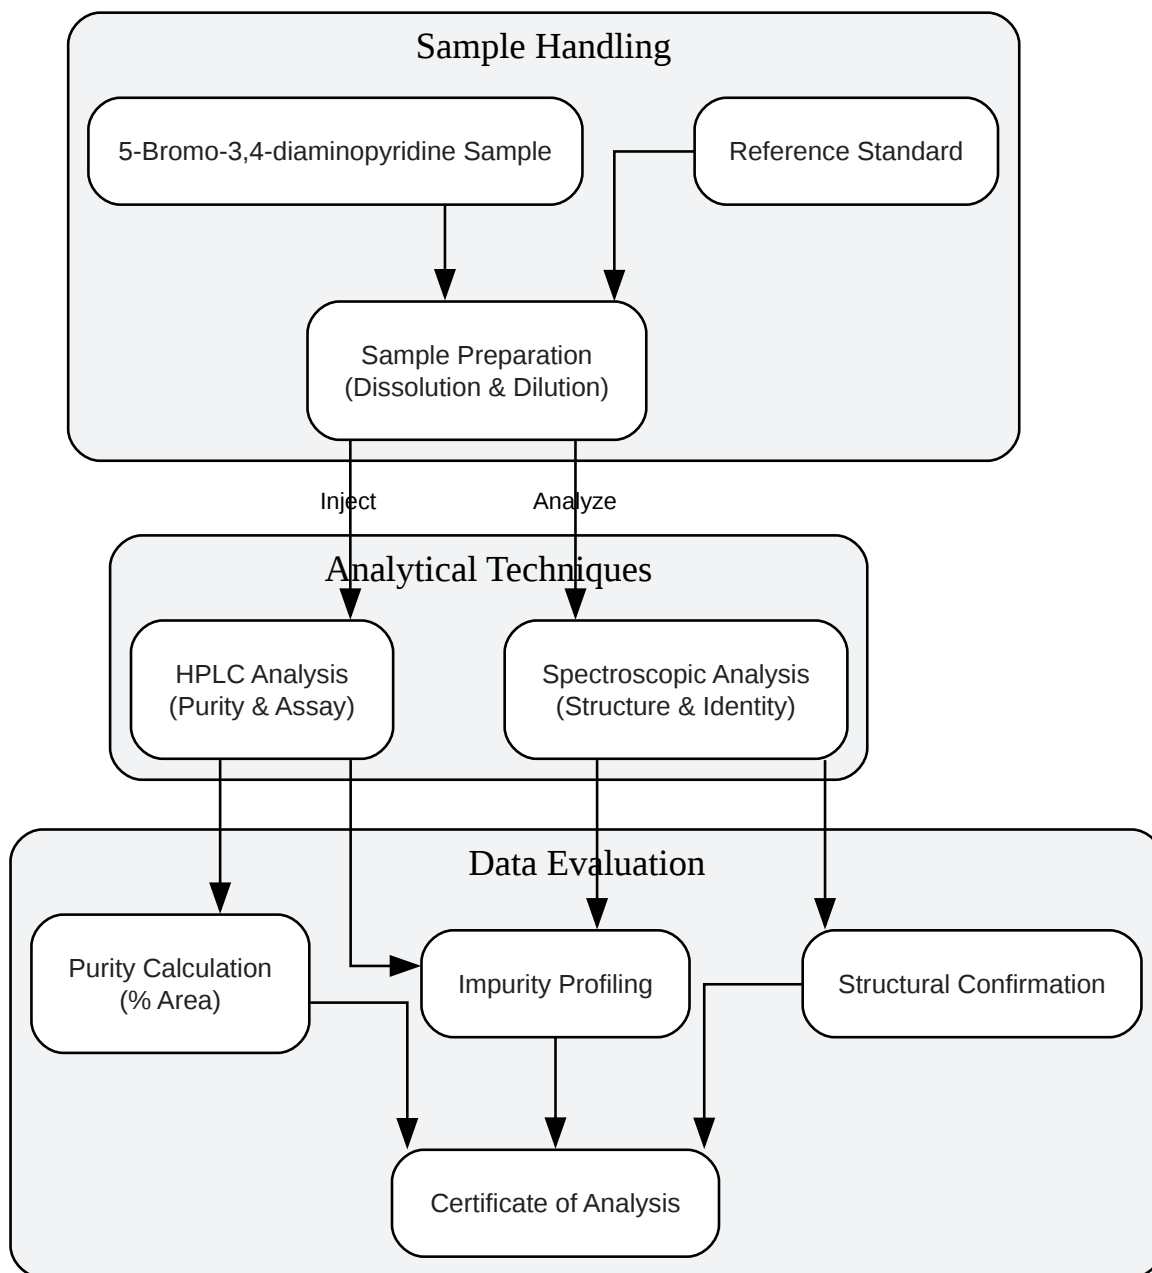 Sample Handling
5-Bromo-3,4-diaminopyridine Sample
Reference Standard
Sample Preparation
(Dissolution & Dilution)
Inject
Analyze
Analytical Techniques
HPLC Analysis
(Purity & Assay)
Spectroscopic Analysis
(Structure & Identity)
Data Evaluation
Purity Calculation
(% Area)
Impurity Profiling
Structural Confirmation
Certificate of Analysis